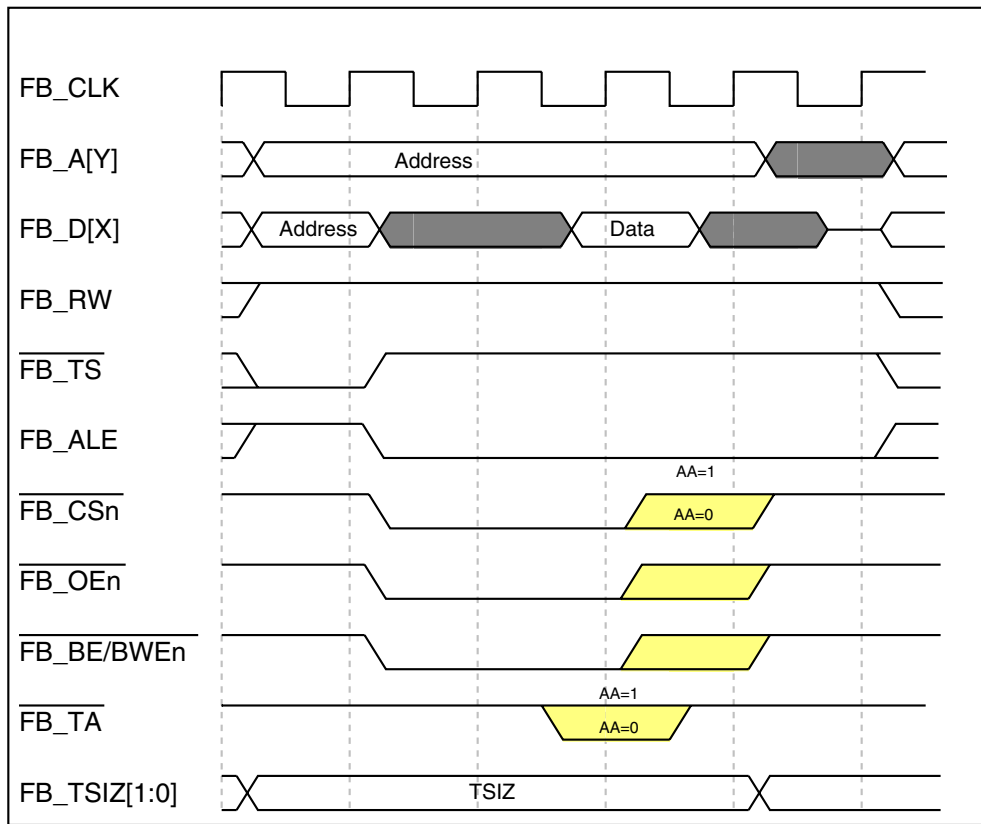 FB_CLK
FB_A[Y] Address
FB_D[X] Address Data
FB_RW
FB_TS
FB_ALE
AA=1
FB_CSn AA=0
FB_OEn
FB_BE/BWEn
AA=1
FB_TA AA=0
FB_TSIZ[1:0] TSIZ